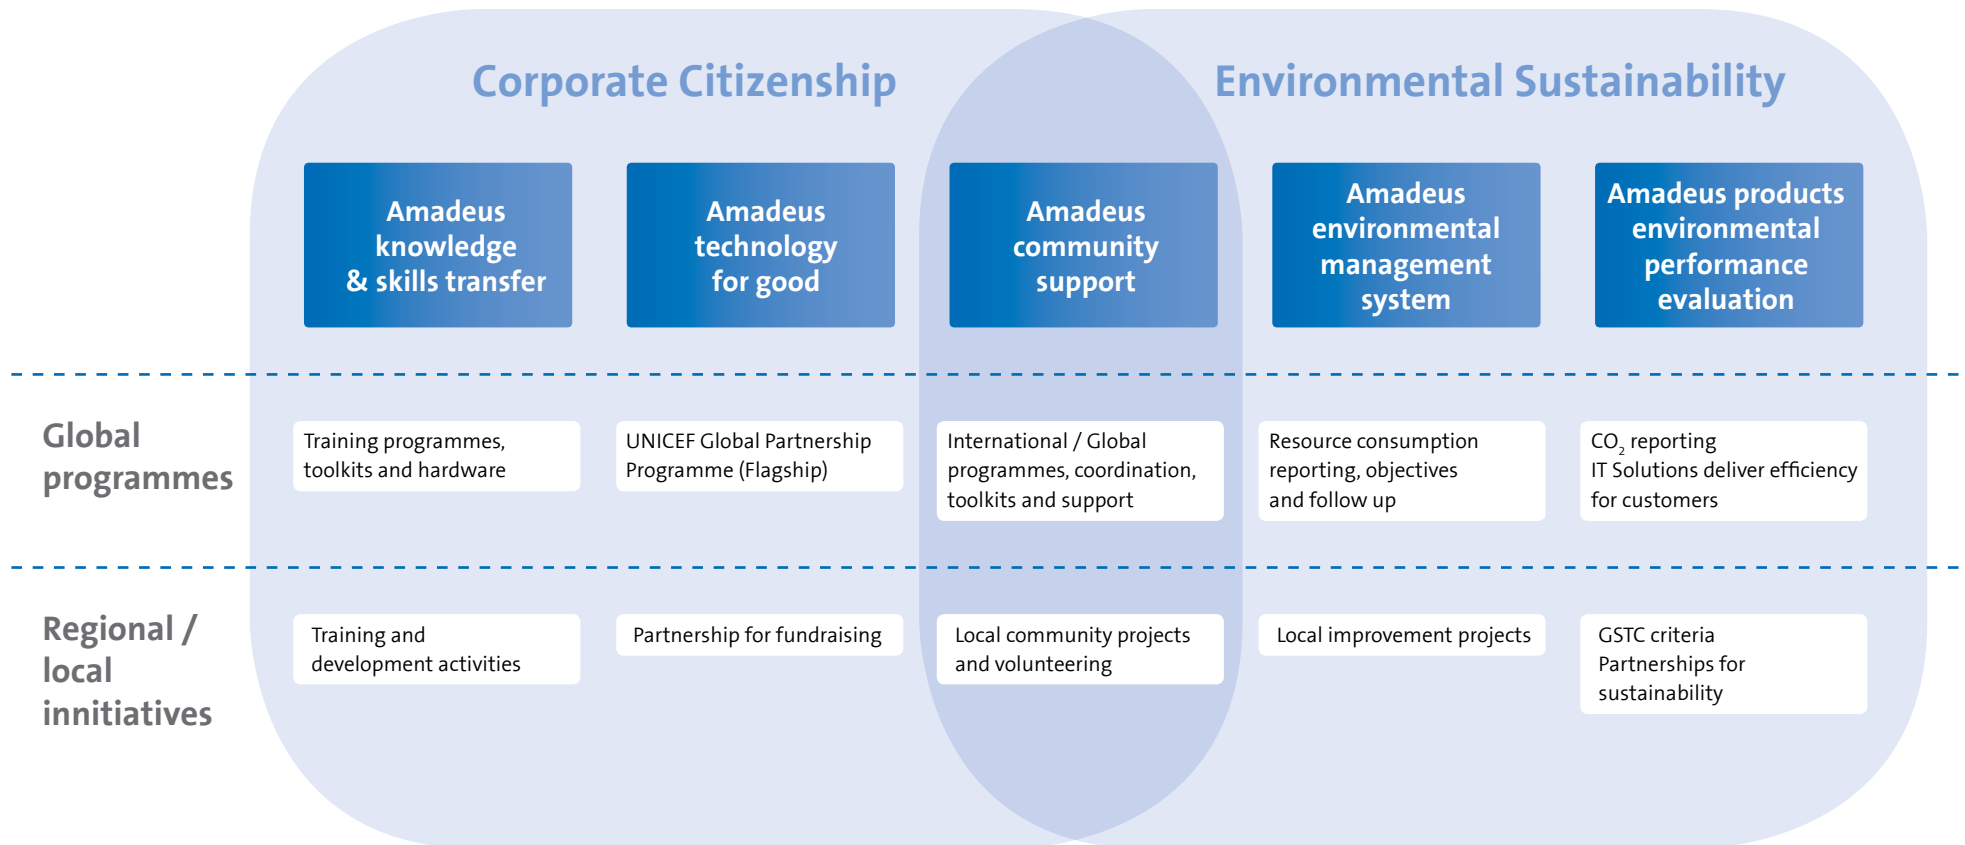 Corporate Citizenship
Environmental Sustainability
Amadeus
knowledge
& skills transfer
Amadeus
technology
for good
Amadeus
community
support
Amadeus
environmental
management
system
Amadeus products
environmental
performance
evaluation
Global
programmes
Training programmes,
toolkits and hardware
UNICEF Global Partnership
Programme (Flagship)
International / Global
programmes, coordination,
toolkits and support
Resource consumption
reporting, objectives
and follow up
CO2 reporting
IT Solutions deliver efficiency
for customers
Regional /
local
innitiatives
Training and
development activities
Partnership for fundraising
Local community projects
and volunteering
Local improvement projects
GSTC criteria
Partnerships for
sustainability